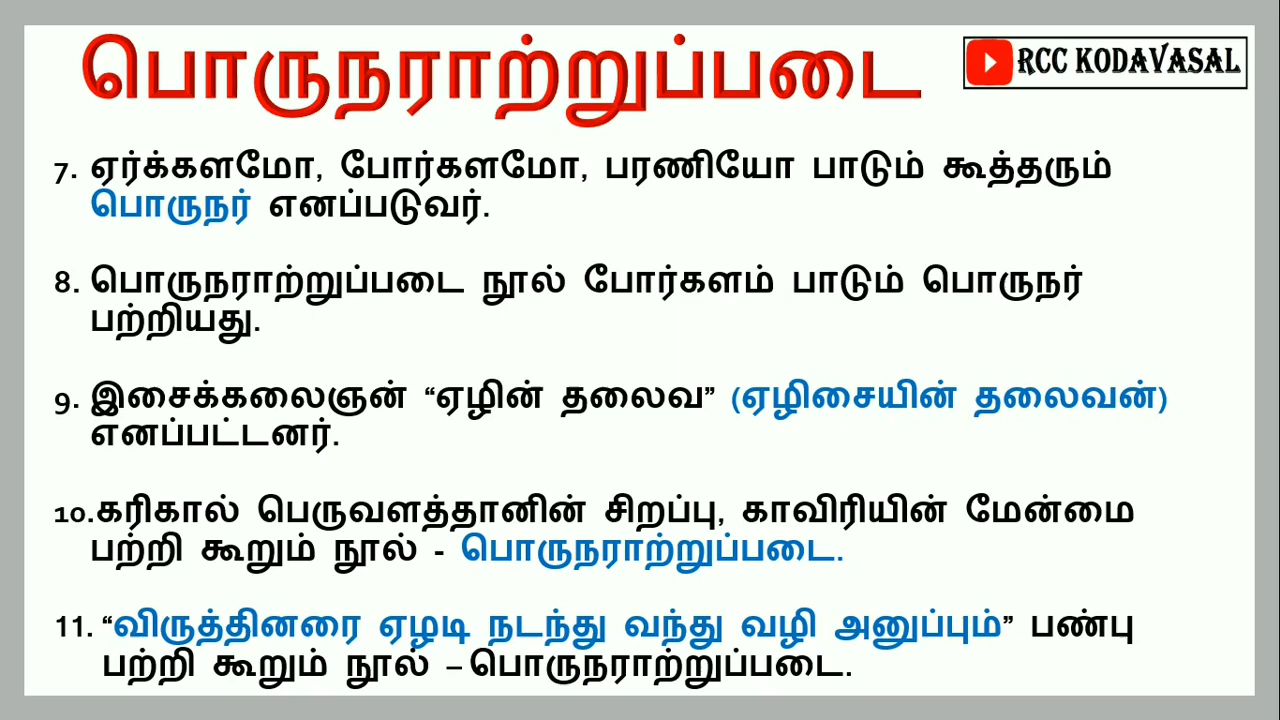 பொருநராற்றுப்படை
RCC KODAVASAL
7. ஏர்க்களமோ, போர்களமோ, பரணியோ பாடும் கூத்தரும்
பொருநர் எனப்படுவர்.
8. பொருநராற்றுப்படை நூல் போர்களம் பாடும் பொருநர்
பற்றியது.
9. இசைக்கலைஞன் “ஏழின் தலைவ” (ஏழிசையின் தலைவன்)
எனப்பட்டனர்.
10.கரிகால் பெருவளத்தானின் சிறப்பு, காவிரியின் மேன்மை
பற்றி கூறும் நூல் - பொருநராற்றுப்படை.
11. “விருத்தினரை ஏழடி நடந்து வந்து வழி அனுப்பும்” பண்பு
பற்றி கூறும் நூல் – பொருநராற்றுப்படை.